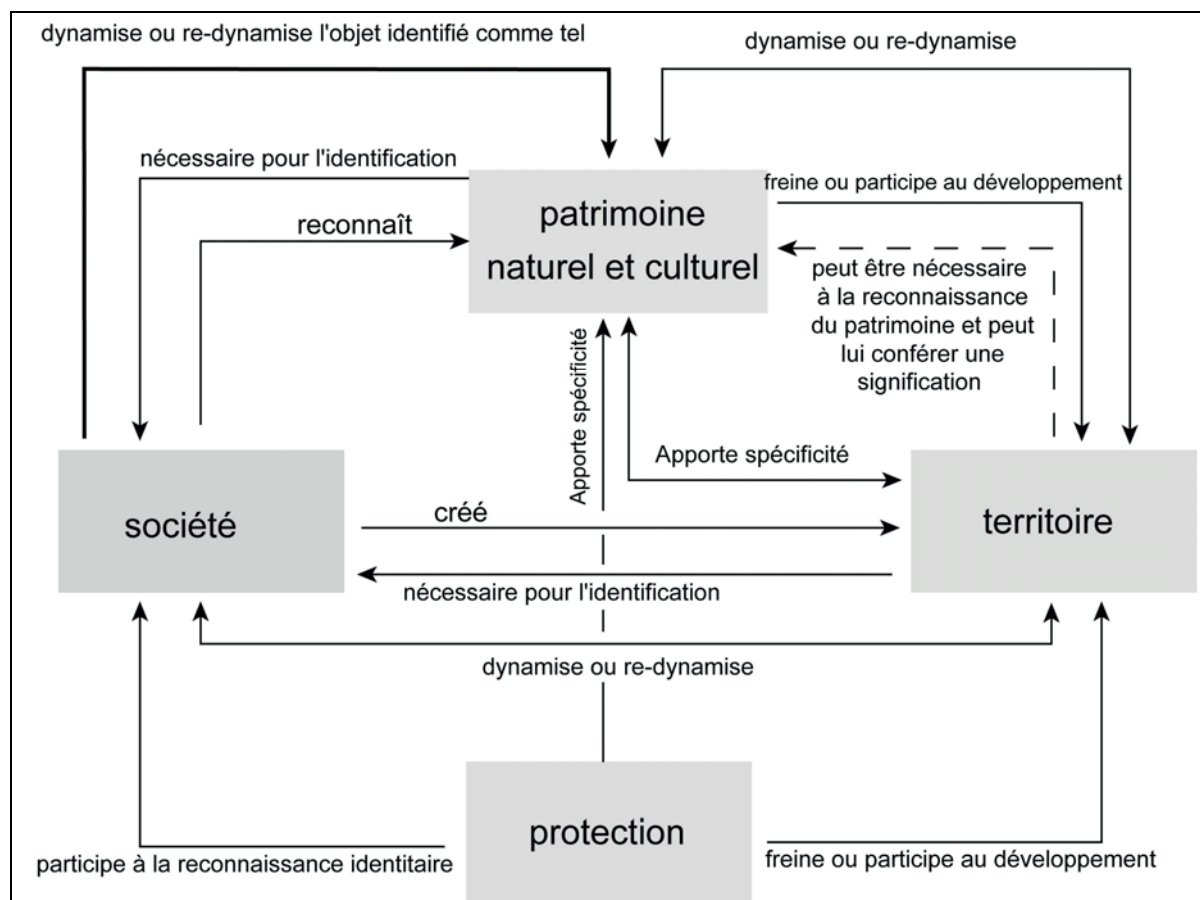 dynamise ou re-dynamise l'objet identifié comme tel
dynamise ou re-dynamise
nécessaire pour l'identification
freine ou participe au développement
reconnaît
patrimoine
naturel et culturel
peut être nécessaire
à la reconnaissance
du patrimoine et peut
lui conférer une
signification
Apporte spécificité
Apporte spécificité
société
créé
territoire
nécessaire pour l'identification
dynamise ou re-dynamise
protection
participe à la reconnaissance identitaire
freine ou participe au développement